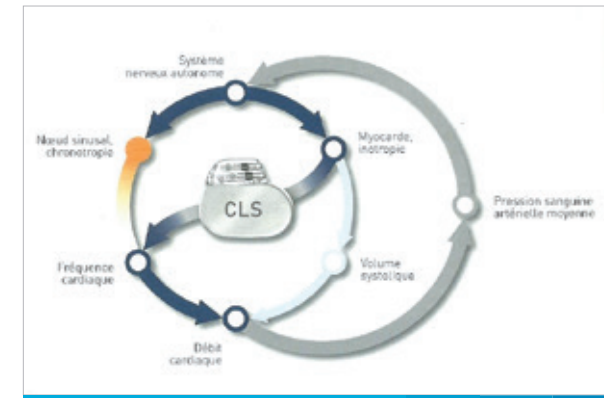 Système
nerveux autonome
Nœud sinusal,
chronotropie
Myocarde,
inotropie
CLS
Pression sanguine
artérielle moyenne
Fréquence
cardiaque
Volume
systolique
Débit
cardiaque